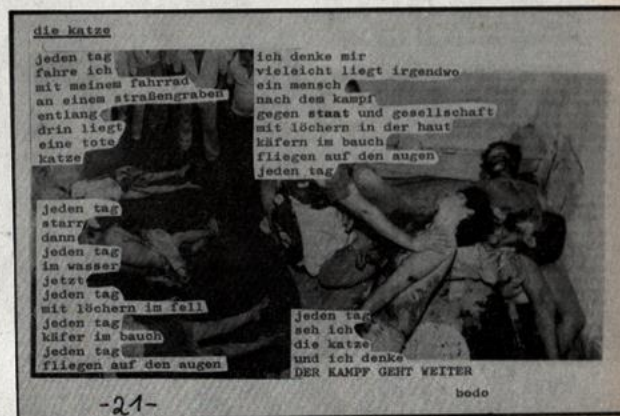 die katze
jeden tag
fahre ich
mit meinem fahrrad
an einem straßengraben
entlang
drin liegt
eine tote
katze
jeden tag
starr
dann
jeden tag
im wasser
jetzt
jeden tag
mit löchern im fell
jeden tag
käfer im bauch
jeden tag
fliegen auf den augen
ich denke mir
vieleicht liegt irgendwo
ein mensch
nach dem kampf
gegen staat und gesellschaft
mit löchern in der haut
käfern im bauch
fliegen auf den augen
jeden tag
jeden tag
seh ich
die katze
und ich denke
DER KAMPF GEHT WEITER
bodo
-21-